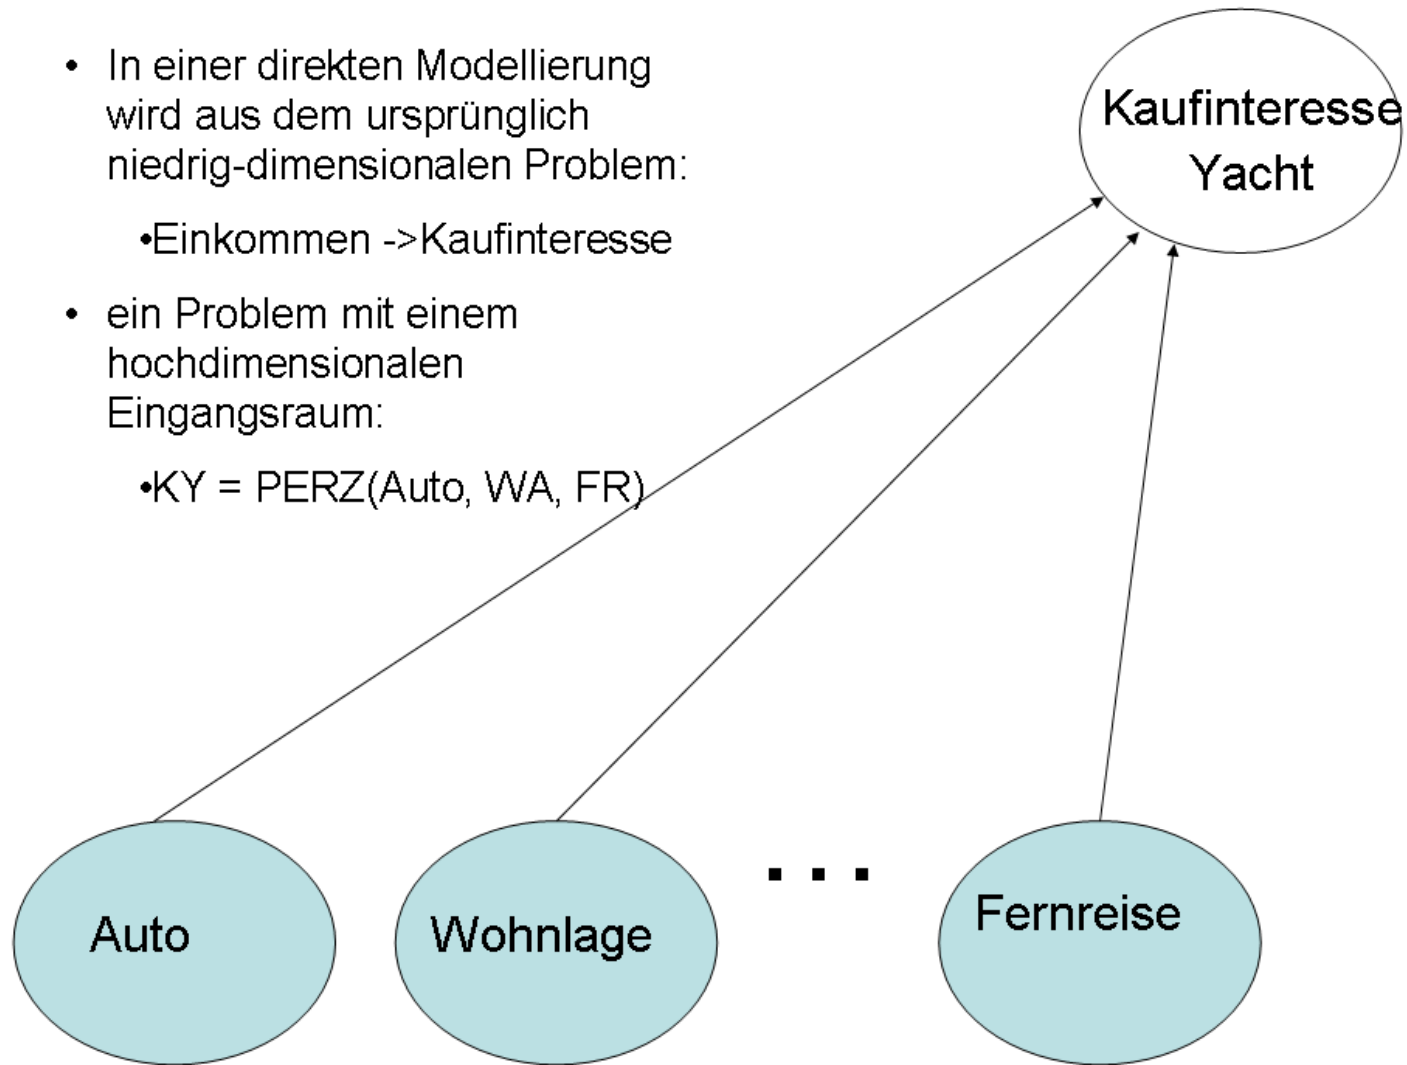 • In einer direkten Modellierung
wird aus dem ursprünglich
niedrig-dimensionalen Problem:
•Einkommen ->Kaufinteresse
• ein Problem mit einem
hochdimensionalen
Eingangsraum:
•KY = PERZ(Auto, WA, FR)
Kaufinteresse
Yacht
Auto
Wohnlage
. . .
Fernreise